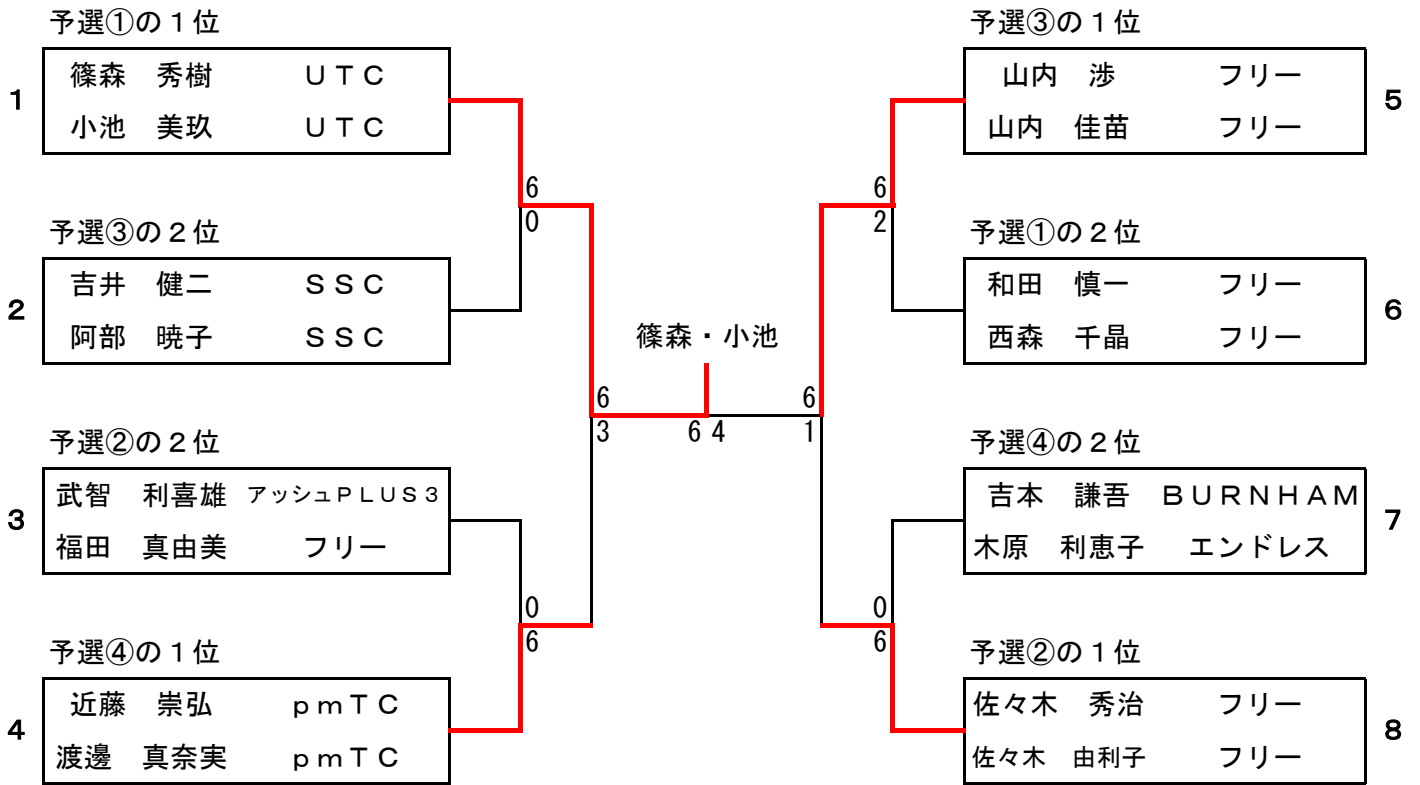 予選①の１位
1
篠森　秀樹　ＵＴＣ
小池　美玖　ＵＴＣ
6
0
予選③の２位
2
吉井　健二　ＳＳＣ
阿部　暁子　ＳＳＣ
予選②の２位
3
武智　利喜雄　アッシュＰＬＵＳ３
福田　真由美　フリー
0
6
予選④の１位
4
近藤　崇弘　ｐｍＴＣ
渡邊　真奈実　ｐｍＴＣ
6
3
篠森・小池
6 4
6
1
予選③の１位
山内　渉　フリー
山内　佳苗　フリー
5
6
2
予選①の２位
和田　慎一　フリー
西森　千晶　フリー
6
予選④の２位
吉本　謙吾　ＢＵＲＮＨＡＭ
木原　利恵子　エンドレス
7
0
6
予選②の１位
佐々木　秀治　フリー
佐々木　由利子　フリー
8